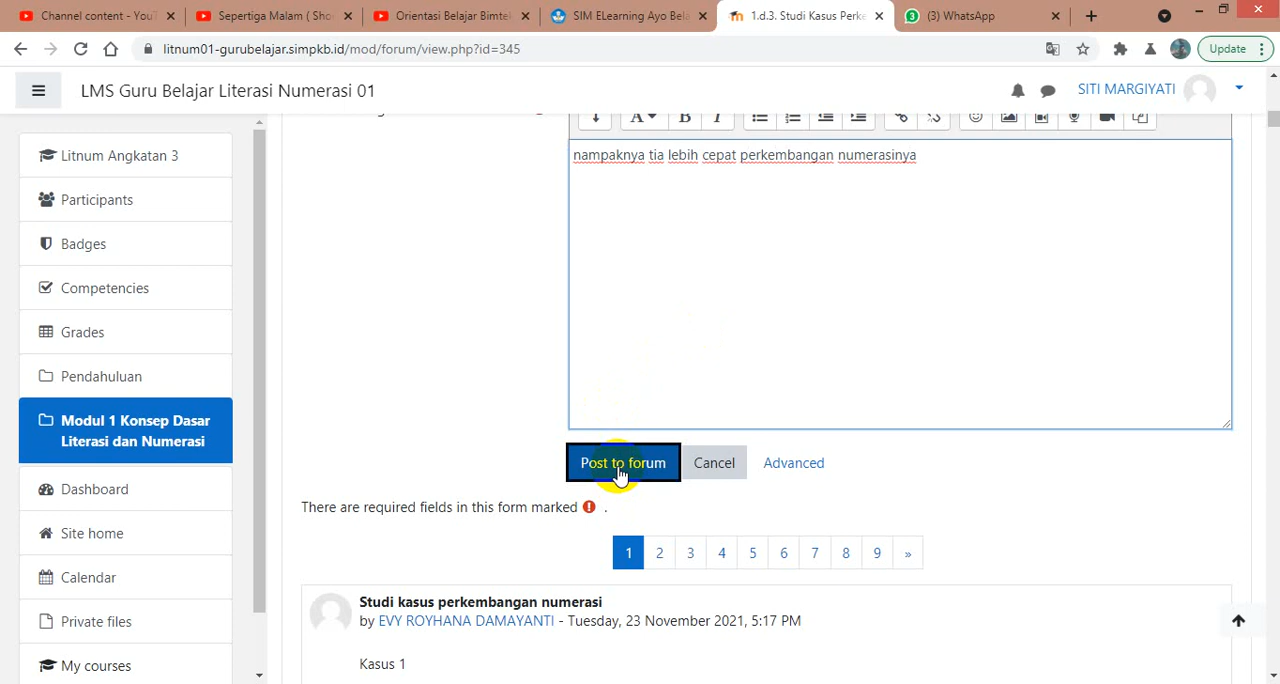 Channel content - YouT
Sepertiga Malam ( Sho
Orientasi Belajar Bimtek
SIM ELearning Ayo Bela
1.d.3. Studi Kasus Perke
(3) WhatsApp
litnum01-gurubelajar.simpkb.id/mod/forum/view.php?id=345
Update
LMS Guru Belajar Literasi Numerasi 01
SITI MARGIYATI
Litnum Angkatan 3
Participants
Badges
Competencies
Grades
Pendahuluan
Modul 1 Konsep Dasar
Literasi dan Numerasi
Dashboard
Site home
Calendar
Private files
My courses
A B I
nampaknya tia lebih cepat perkembangan numerasinya
Post to forum Cancel Advanced
There are required fields in this form marked .
1 2 3 4 5 6 7 8 9 »
Studi kasus perkembangan numerasi
by EVY ROYHANA DAMAYANTI - Tuesday, 23 November 2021, 5:17 PM
Kasus 1